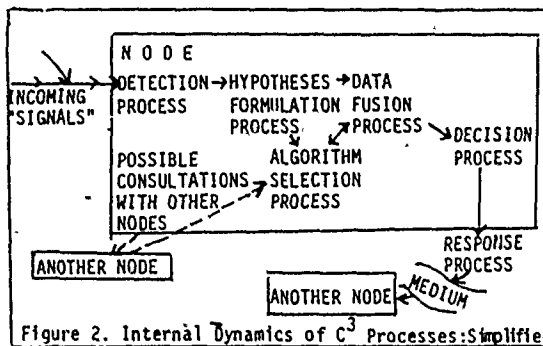 N O D E
DETECTION → HYPOTHESES → DATA
INCOMING PROCESS FORMULATION FUSION
"SIGNALS" PROCESS PROCESS DECISION
POSSIBLE ALGORITHM PROCESS
CONSULTATIONS SELECTION
WITH OTHER PROCESS
NODES
RESPONSE
ANOTHER NODE PROCESS
ANOTHER NODE MEDIUM
Figure 2. Internal Dynamics of C³ Processes:Simplifie